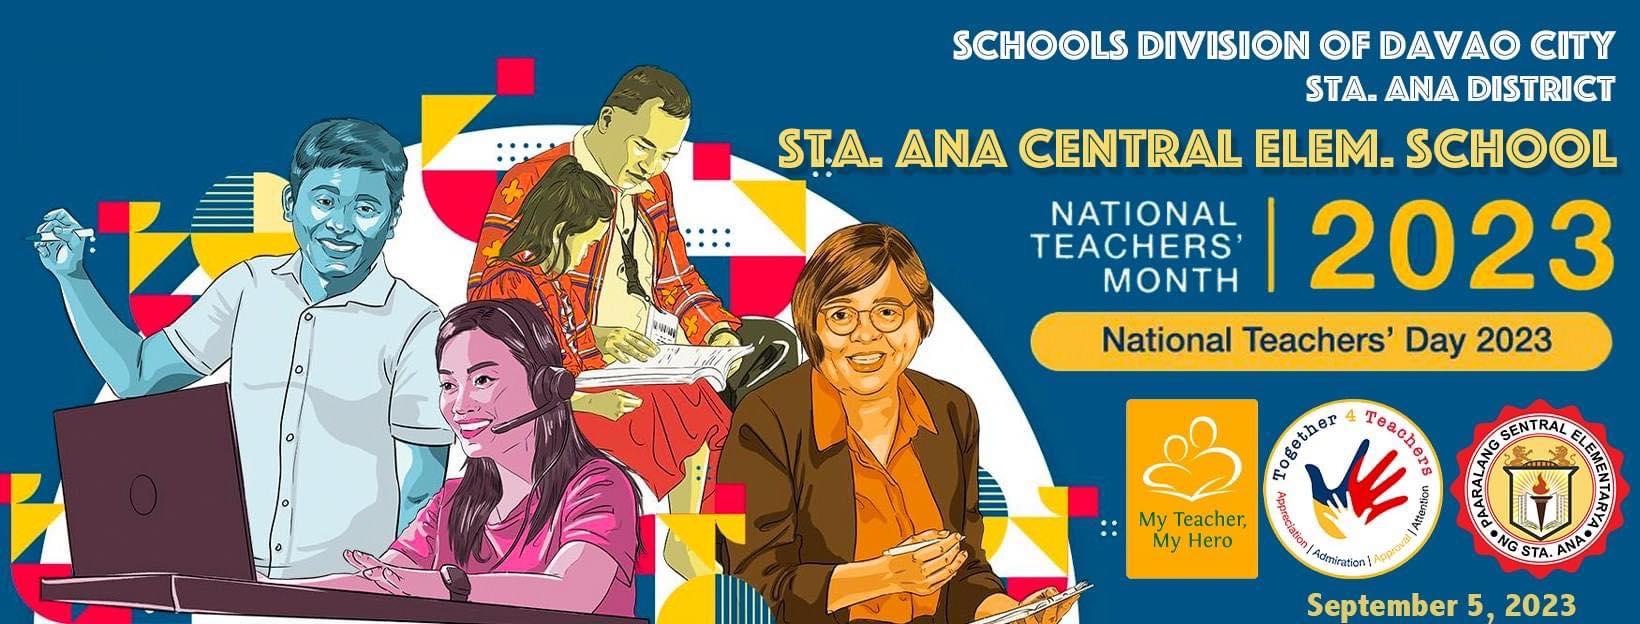 SCHOOLS DIVISION OF DAVAO CITY
STA. ANA DISTRICT
STA. ANA CENTRAL ELEM. SCHOOL
NATIONAL
TEACHERS'
MONTH
2023
National Teachers' Day 2023
My Teacher,
My Hero
Together 4 Teachers
Appreciation | Admiration | Approval | Attention
PAARALANG SENTRAL ELEMENTARYA
NG STA. ANA
September 5, 2023